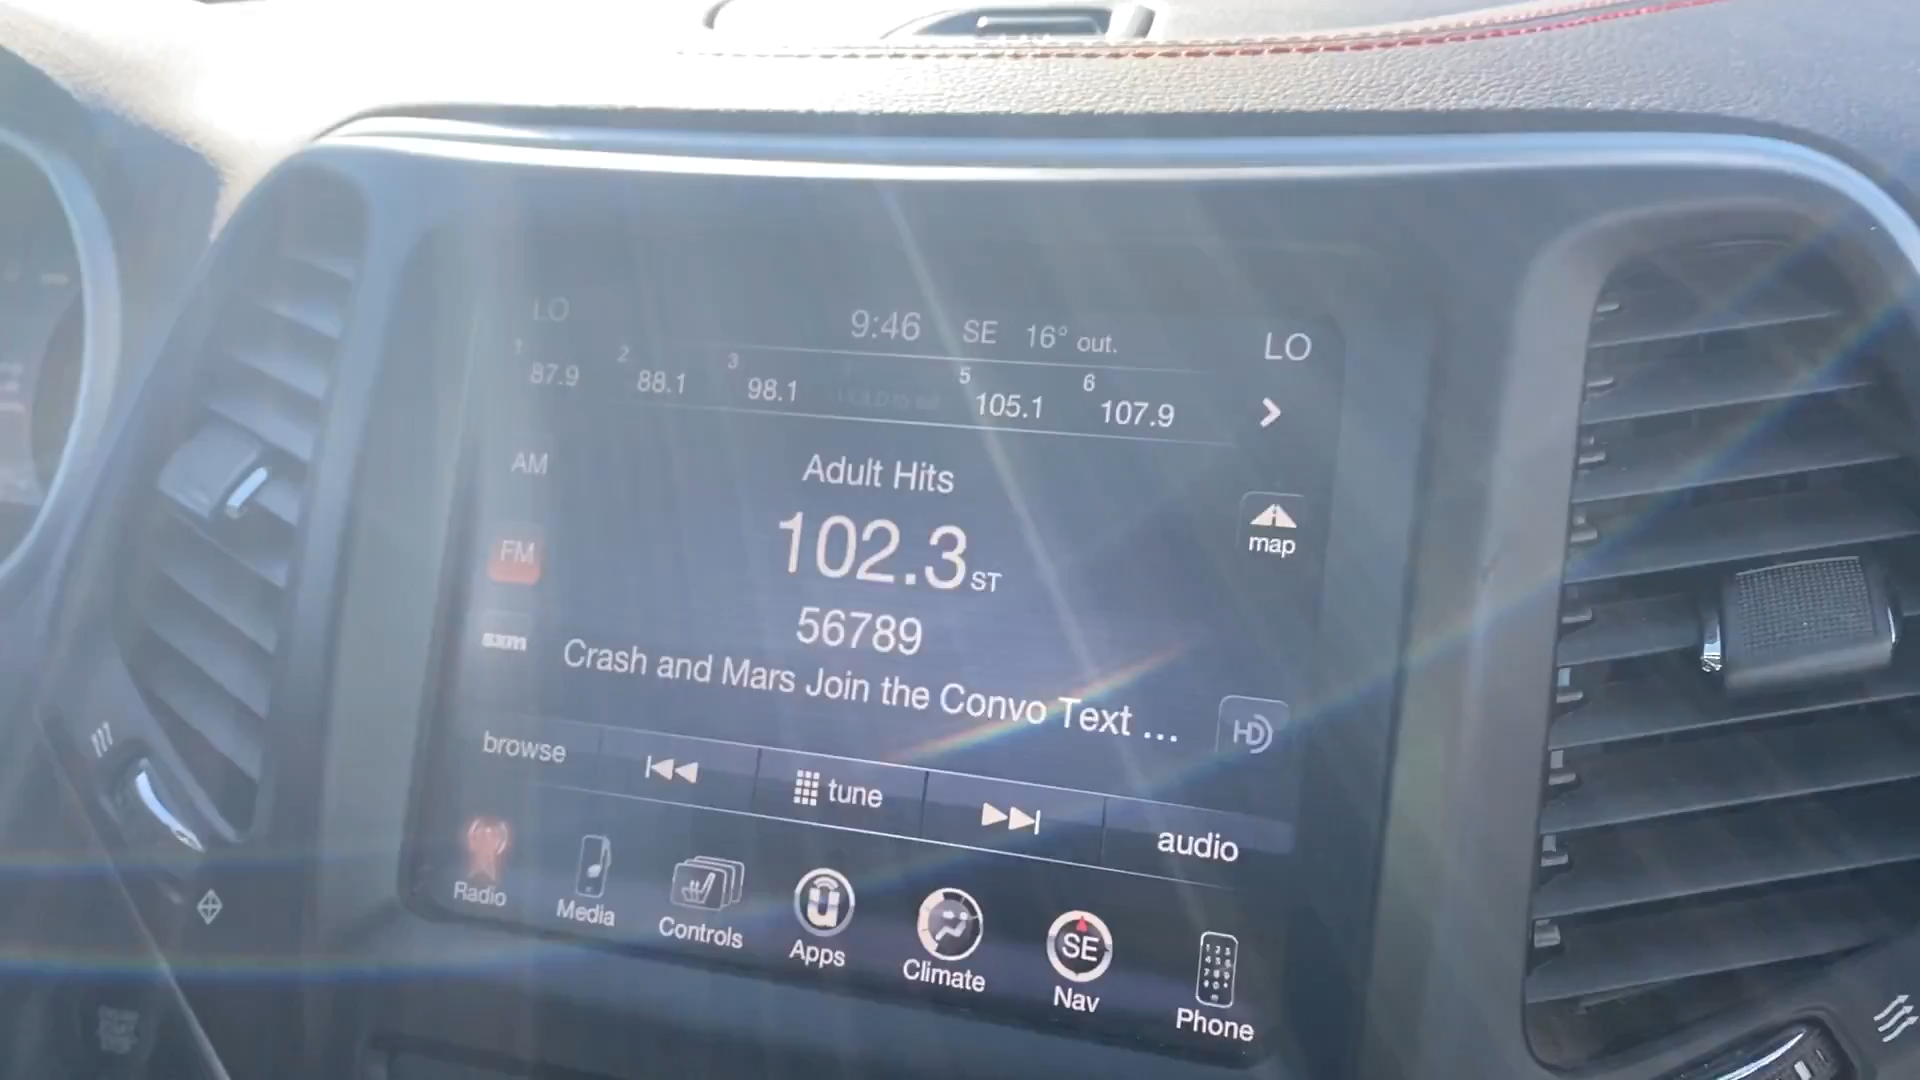 LO 9:46 SE 16° out. LO
1 87.9 2 88.1 3 98.1 5 105.1 6 107.9
AM
Adult Hits
102.3 ST
map
FM
56789
sxm
Crash and Mars Join the Convo Text ...
HD
browse tune audio
Radio Media Controls Apps Climate SE Nav Phone